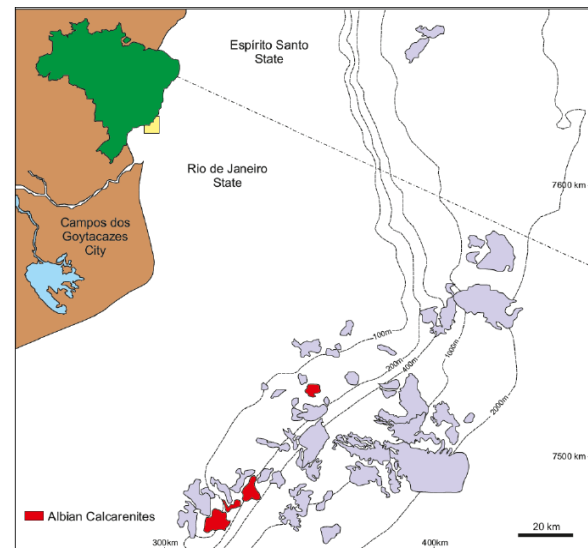 Espírito Santo
State
Rio de Janeiro
State
7600 km
Campos dos
Goytacazes
City
100m
200m
400m
1000m
2000m
7500 km
Albian Calcarenites
20 km
300km
400km